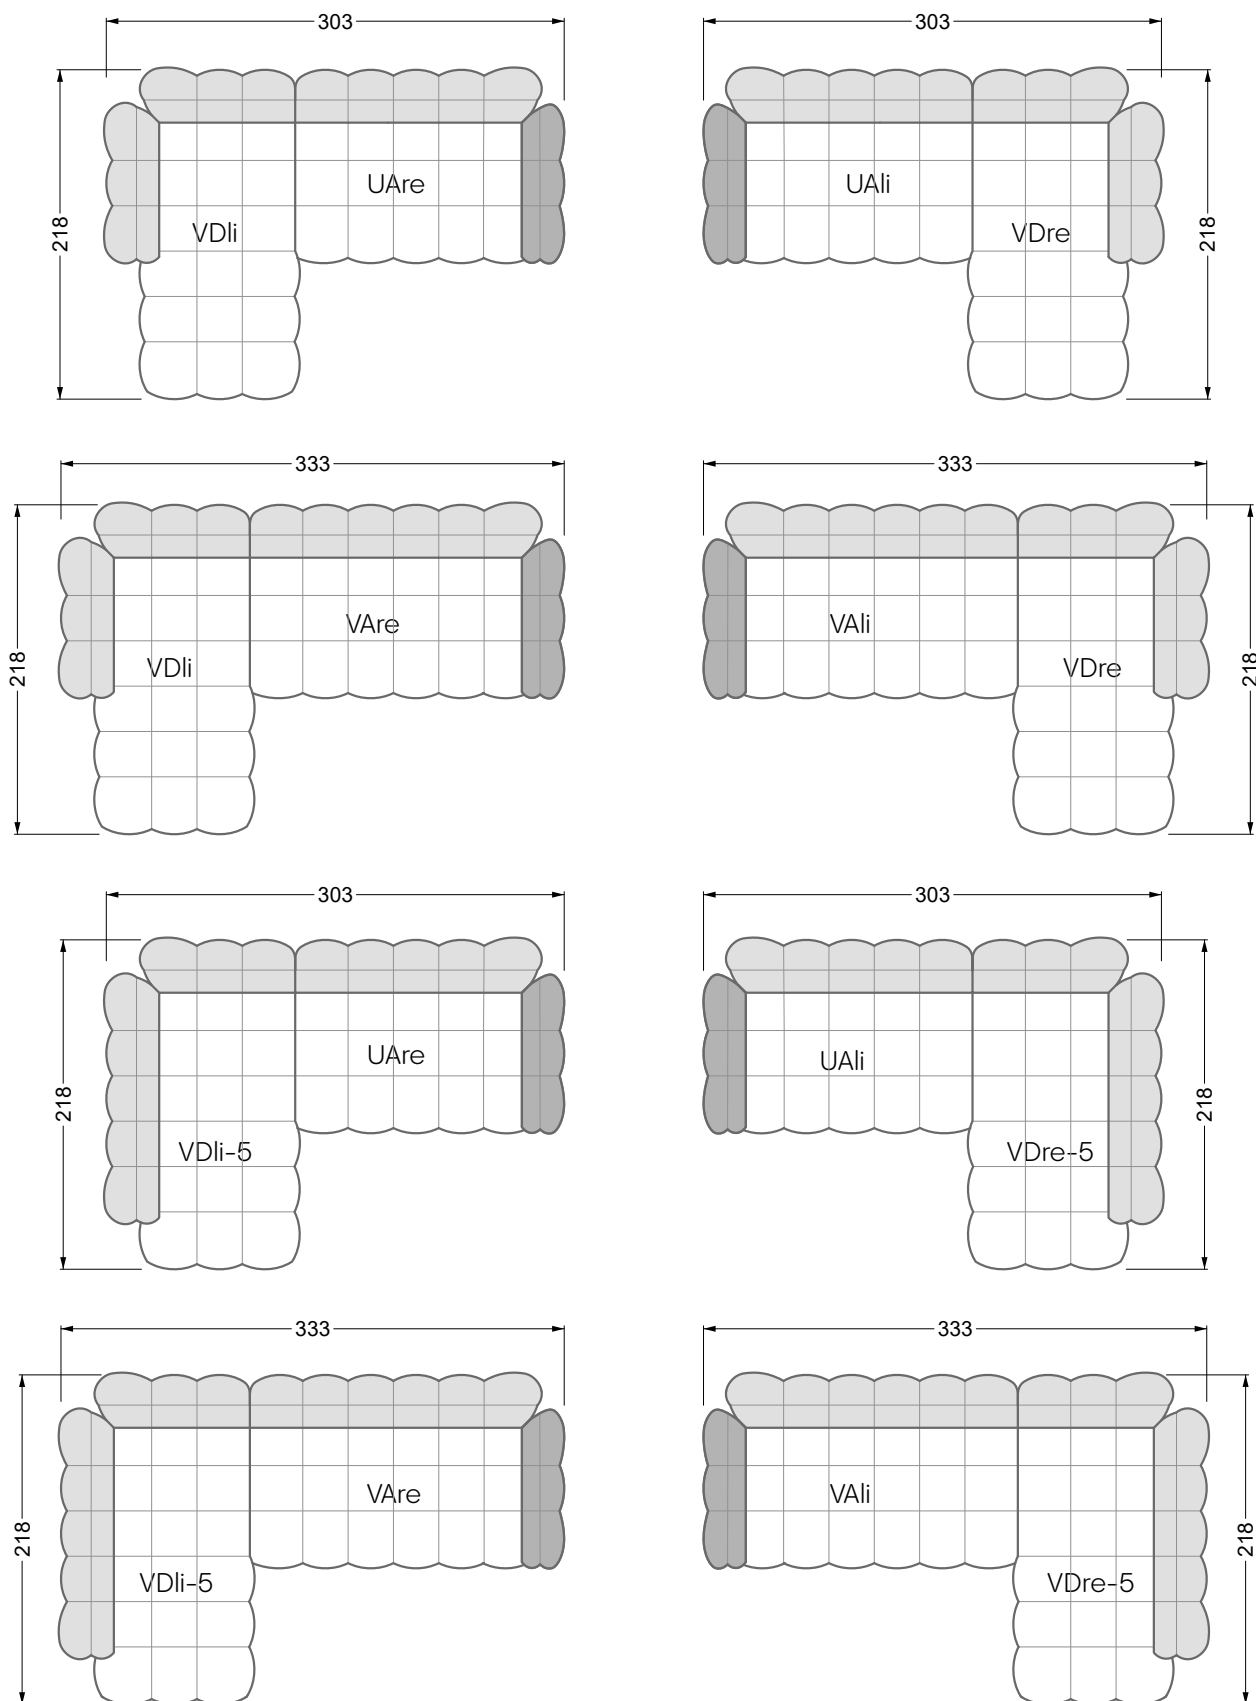 303
303
218
UAre
VDli
UAli
VDre
218
333
333
218
VAre
VDli
VAli
VDre
218
303
303
218
UAre
VDli-5
UAli
VDre-5
218
333
333
218
VAre
VDli-5
VAli
VDre-5
218